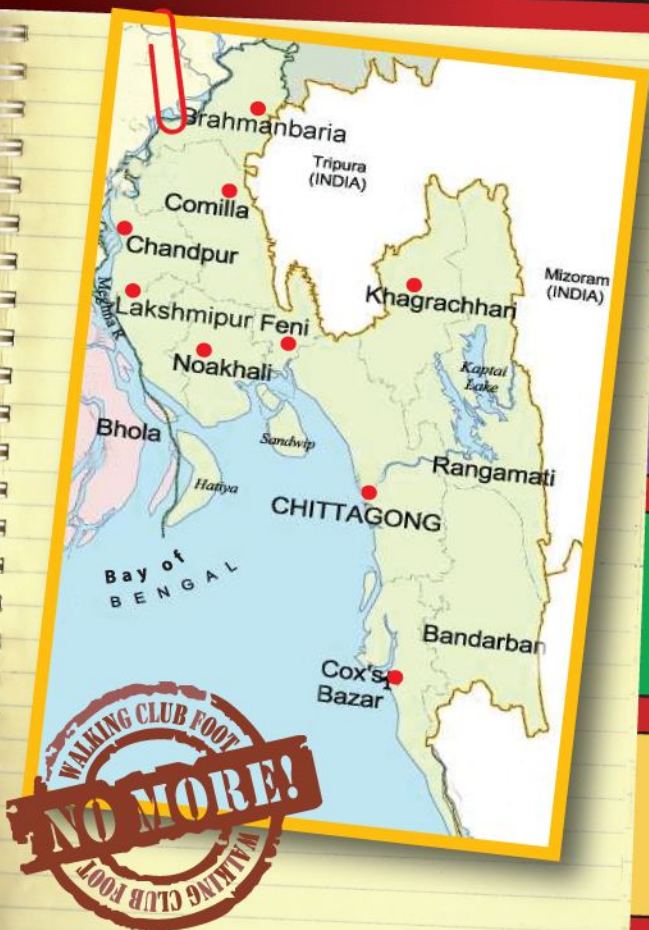 Brahmanbaria
Tripura
(INDIA)
Comilla
Chandpur
Mizoram
(INDIA)
Khagrachhari
Meghna R
Lakshmipur Feni
Noakhali
Kaptai
Lake
Bhola
Sandwip
Hatiya
Rangamati
CHITTAGONG
Bay of
BENGAL
Bandarban
Cox's
Bazar
WALKING CLUB FOOT
NO MORE!
WALKING CLUB FOOT